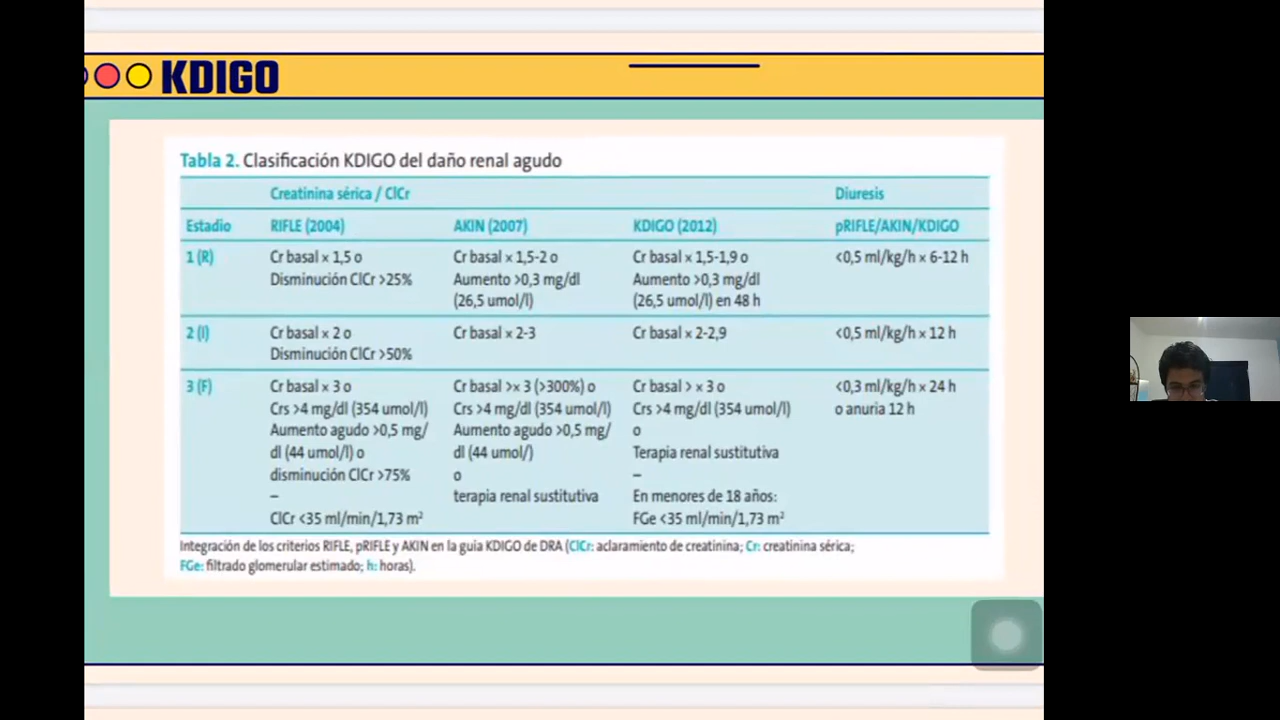 KDIGO
Tabla 2. Clasificación KDIGO del daño renal agudo
Creatinina sérica / ClCr
Diuresis
Estadio
RIFLE (2004)
AKIN (2007)
KDIGO (2012)
pRIFLE/AKIN/KDIGO
1 (R)
Cr basal x 1,5 o
Disminución ClCr >25%
Cr basal x 1,5-2 o
Aumento >0,3 mg/dl
(26,5 umol/l)
Cr basal x 1,5-1,9 o
Aumento >0,3 mg/dl
(26,5 umol/l) en 48 h
<0,5 ml/kg/h x 6-12 h
2 (I)
Cr basal x 2 o
Disminución ClCr >50%
Cr basal x 2-3
Cr basal x 2-2,9
<0,5 ml/kg/h x 12 h
3 (F)
Cr basal x 3 o
Crs >4 mg/dl (354 umol/l)
Aumento agudo >0,5 mg/
dl (44 umol/l) o
disminución ClCr >75%
–
ClCr <35 ml/min/1,73 m²
Cr basal >x 3 (>300%) o
Crs >4 mg/dl (354 umol/l)
Aumento agudo >0,5 mg/
dl (44 umol/)
o
terapia renal sustitutiva
Cr basal > x 3 o
Crs >4 mg/dl (354 umol/l)
o
Terapia renal sustitutiva
–
En menores de 18 años:
FGe <35 ml/min/1,73 m²
<0,3 ml/kg/h x 24 h
o anuria 12 h
Integración de los criterios RIFLE, pRIFLE y AKIN en la guía KDIGO de DRA (ClCr: aclaramiento de creatinina; Cr: creatinina sérica;
FGe: filtrado glomerular estimado; h: horas).